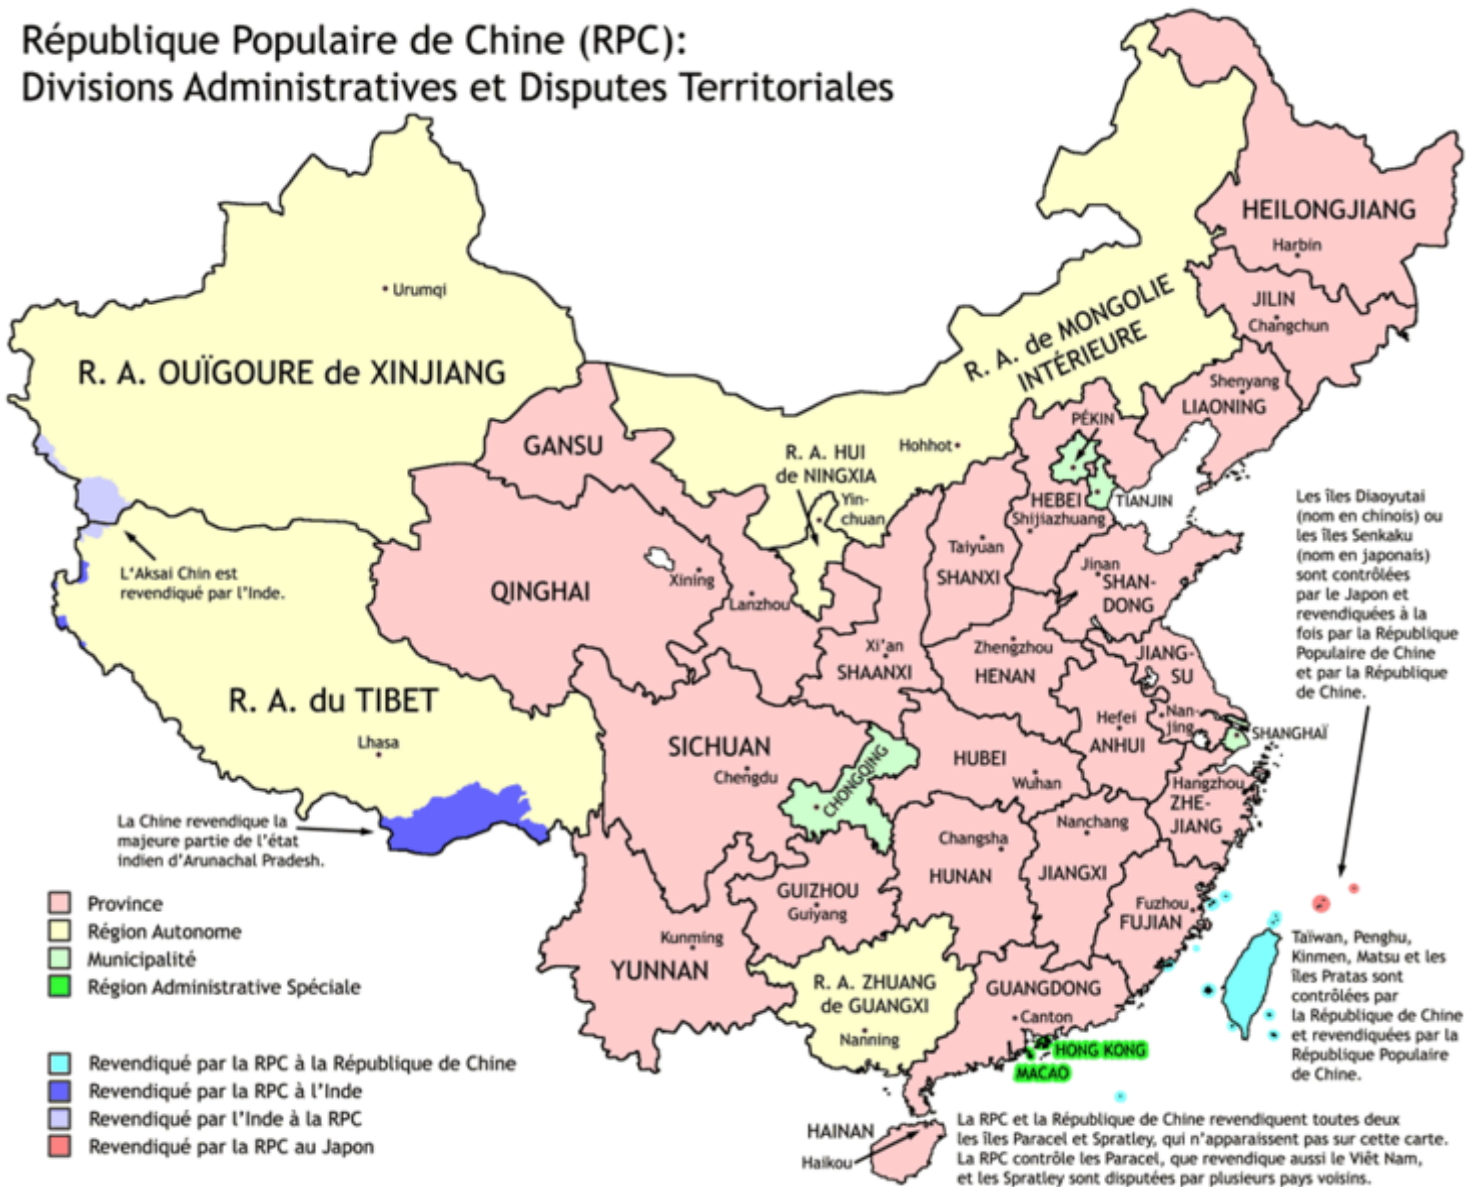 République Populaire de Chine (RPC):
Divisions Administratives et Disputes Territoriales
HEILONGJIANG
Harbin
JILIN
Changchun
Urumqi
R. A. de MONGOLIE
INTÉRIEURE
R. A. OUÏGOURE de XINJIANG
Shenyang
LIAONING
PÉKIN
GANSU
Hohhot
R. A. HUI
de NINGXIA
Yin-
chuan
HEBEI
TIANJIN
Shijiazhuang
Les îles Diaoyutai
(nom en chinois) ou
les îles Senkaku
(nom en japonais)
sont contrôlées
par le Japon et
revendiquées à la
fois par la République
Populaire de Chine
et par la République
de Chine.
Taiyuan
SHANXI
Jinan
SHAN-
DONG
L'Aksai Chin est
revendiqué par l'Inde.
QINGHAI
Xining
Lanzhou
Xi'an
SHAANXI
Zhengzhou
HENAN
JIANG-
SU
R. A. du TIBET
Lhasa
Nan-
jing
Hefei
ANHUI
SHANGHAÏ
SICHUAN
Chengdu
CHONGQING
HUBEI
Wuhan
Hangzhou
ZHE-
JIANG
La Chine revendique la
majeure partie de l'état
indien d'Arunachal Pradesh.
Changsha
HUNAN
Nanchang
JIANGXI
GUIZHOU
Guiyang
Fuzhou
FUJIAN
Kunming
YUNNAN
R. A. ZHUANG
de GUANGXI
Nanning
GUANGDONG
Canton
HONG KONG
MACAO
Taïwan, Penghu,
Kinmen, Matsu et les
îles Pratas sont
contrôlées par
la République de Chine
et revendiquées par la
République Populaire
de Chine.
Province
Région Autonome
Municipalité
Région Administrative Spéciale
Revendiqué par la RPC à la République de Chine
Revendiqué par la RPC à l'Inde
Revendiqué par l'Inde à la RPC
Revendiqué par la RPC au Japon
HAINAN
Haikou
La RPC et la République de Chine revendiquent toutes deux
les îles Paracel et Spratley, qui n'apparaissent pas sur cette carte.
La RPC contrôle les Paracel, que revendique aussi le Viêt Nam,
et les Spratley sont disputées par plusieurs pays voisins.